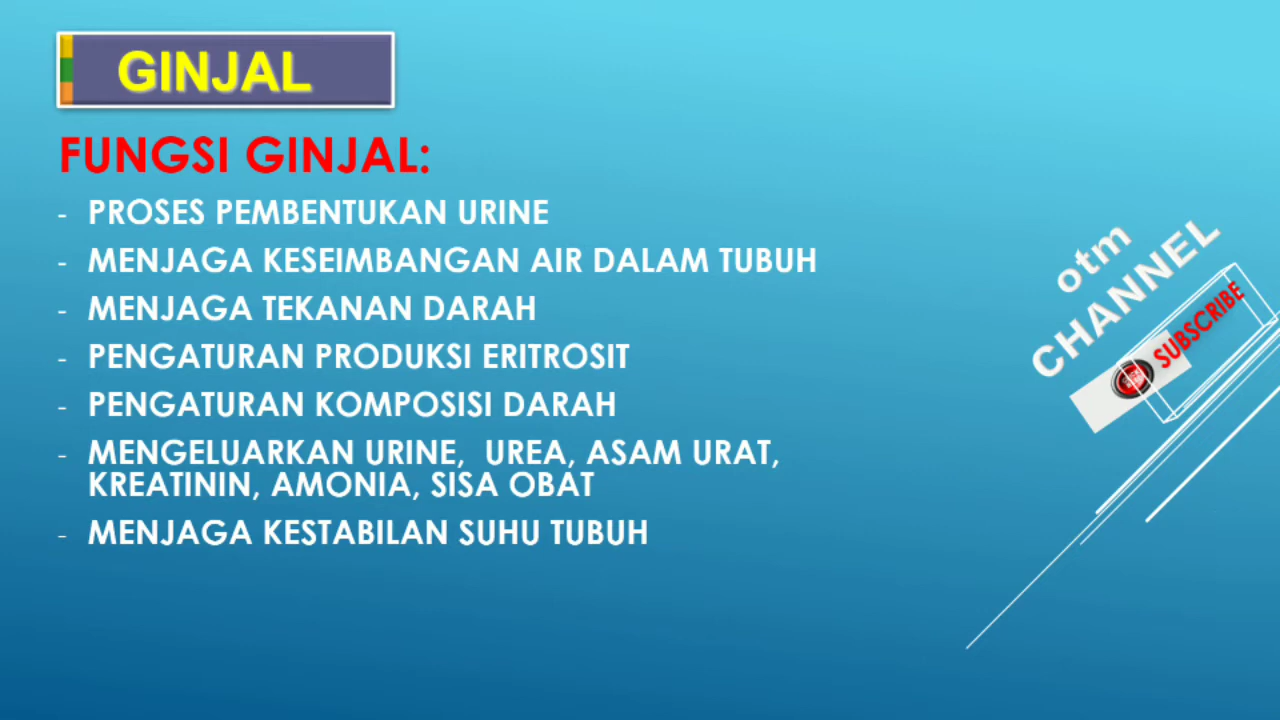 GINJAL
FUNGSI GINJAL:
- PROSES PEMBENTUKAN URINE
- MENJAGA KESEIMBANGAN AIR DALAM TUBUH
- MENJAGA TEKANAN DARAH
- PENGATURAN PRODUKSI ERITROSIT
- PENGATURAN KOMPOSISI DARAH
- MENGELUARKAN URINE,  UREA, ASAM URAT,
KREATININ, AMONIA, SISA OBAT
- MENJAGA KESTABILAN SUHU TUBUH
otm
CHANNEL
SUBSCRIBE